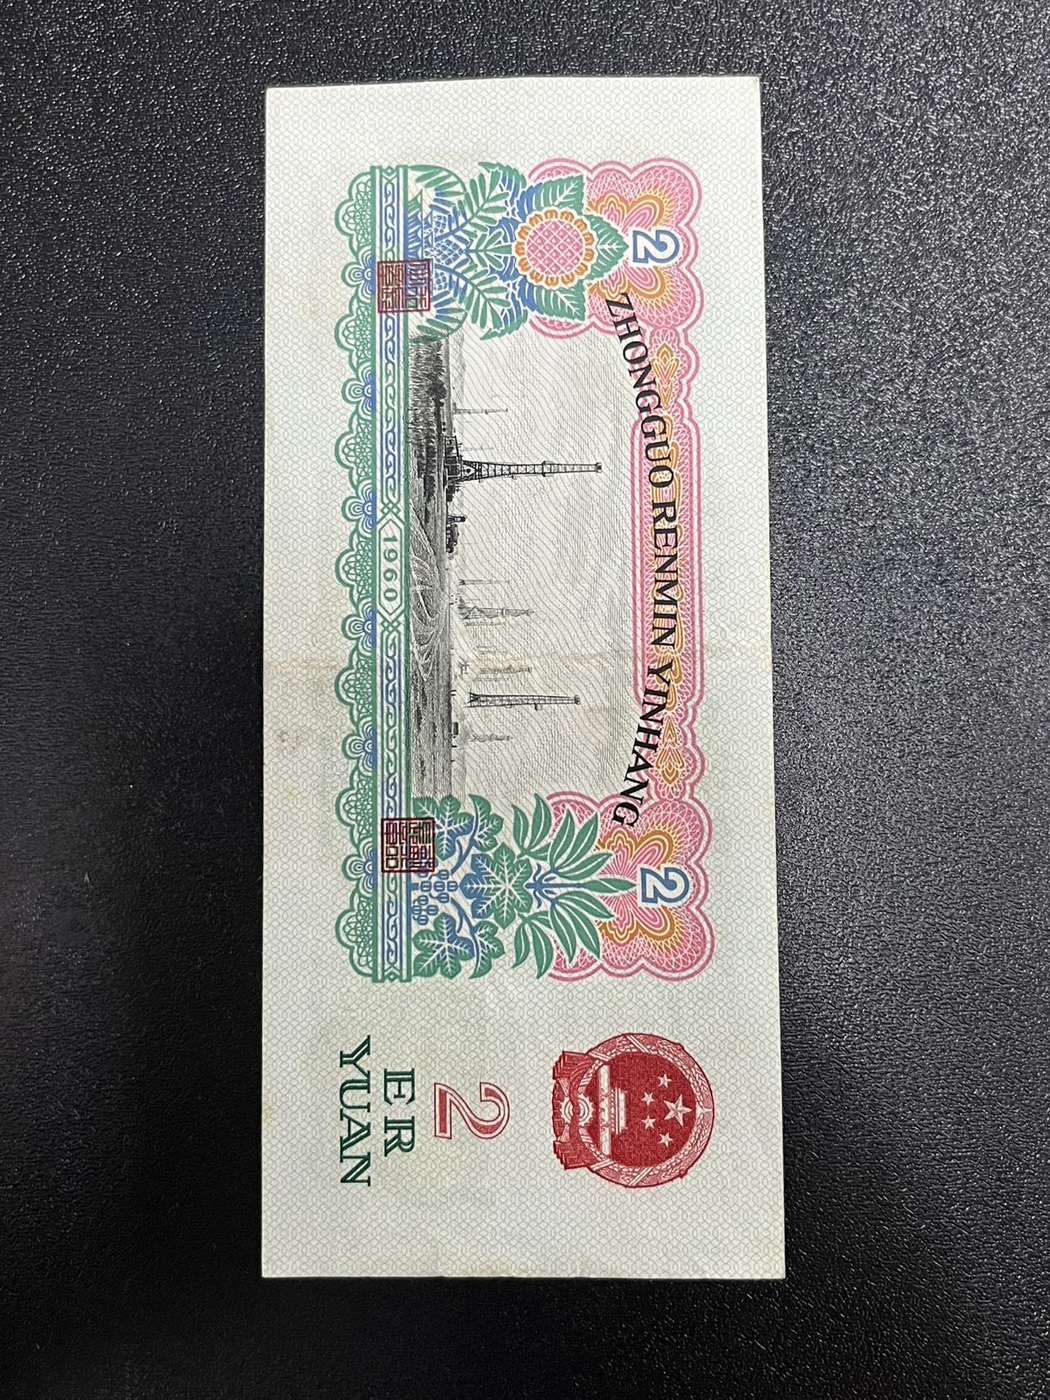 2
2
ZHONGGUO RENMIN YINHANG
1960
2
ER
YUAN